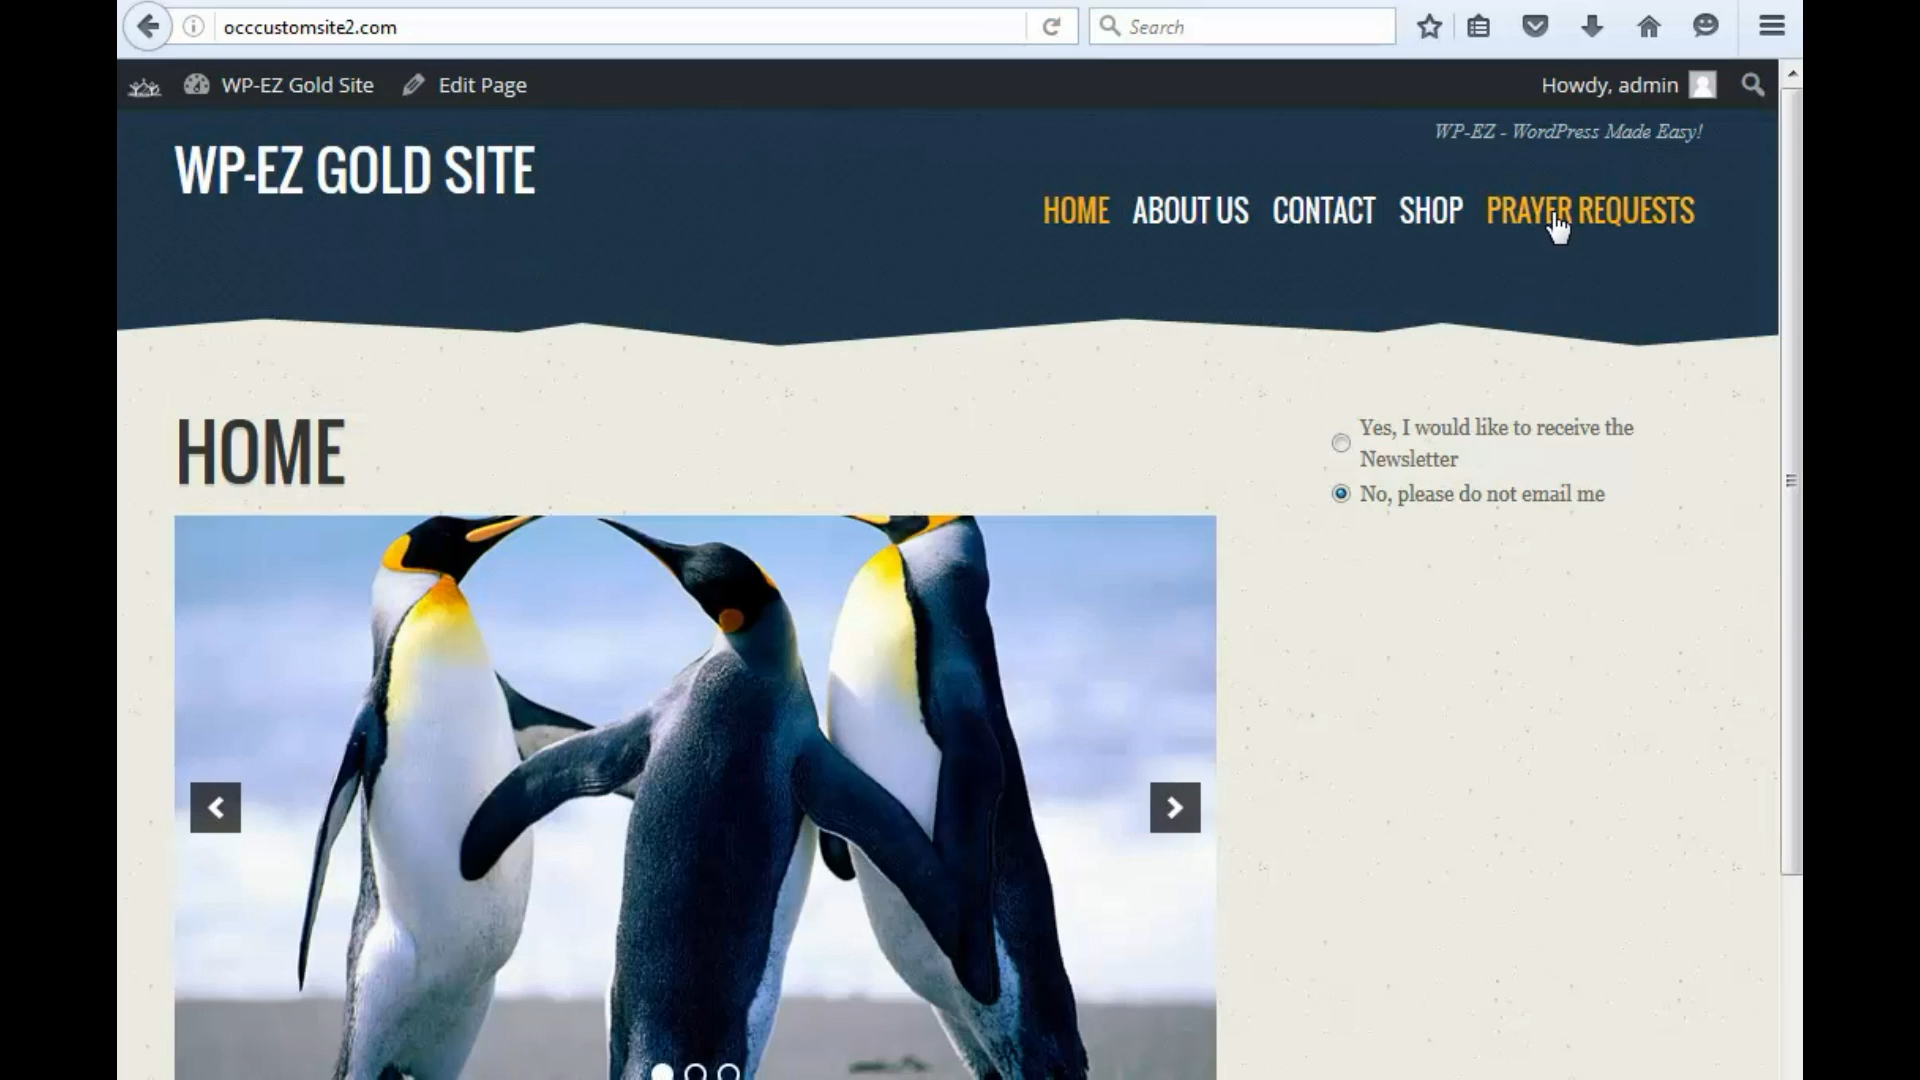 occcustomsite2.com
Search
WP-EZ Gold Site
Edit Page
Howdy, admin
WP-EZ - WordPress Made Easy!
WP-EZ GOLD SITE
HOME
ABOUT US
CONTACT
SHOP
PRAYER REQUESTS
HOME
Yes, I would like to receive the
Newsletter
No, please do not email me